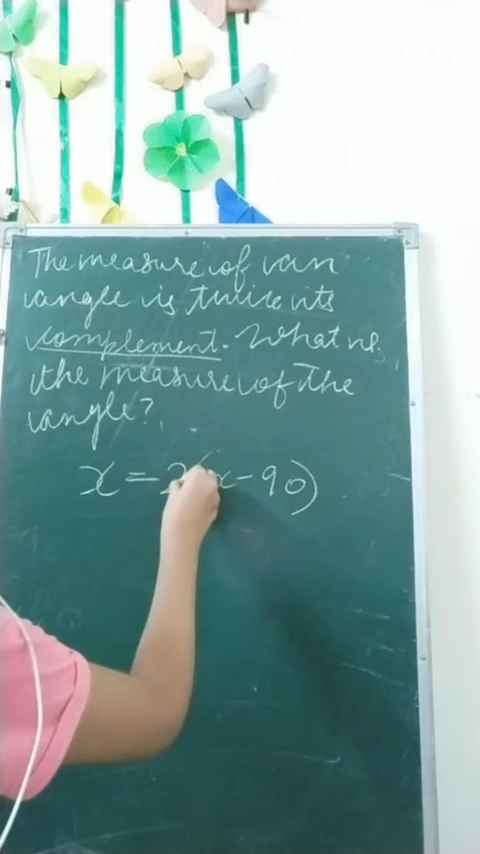 The measure of an
angle is twice its
complement. What is
the measure of the
angle?
x = 2(x - 90)